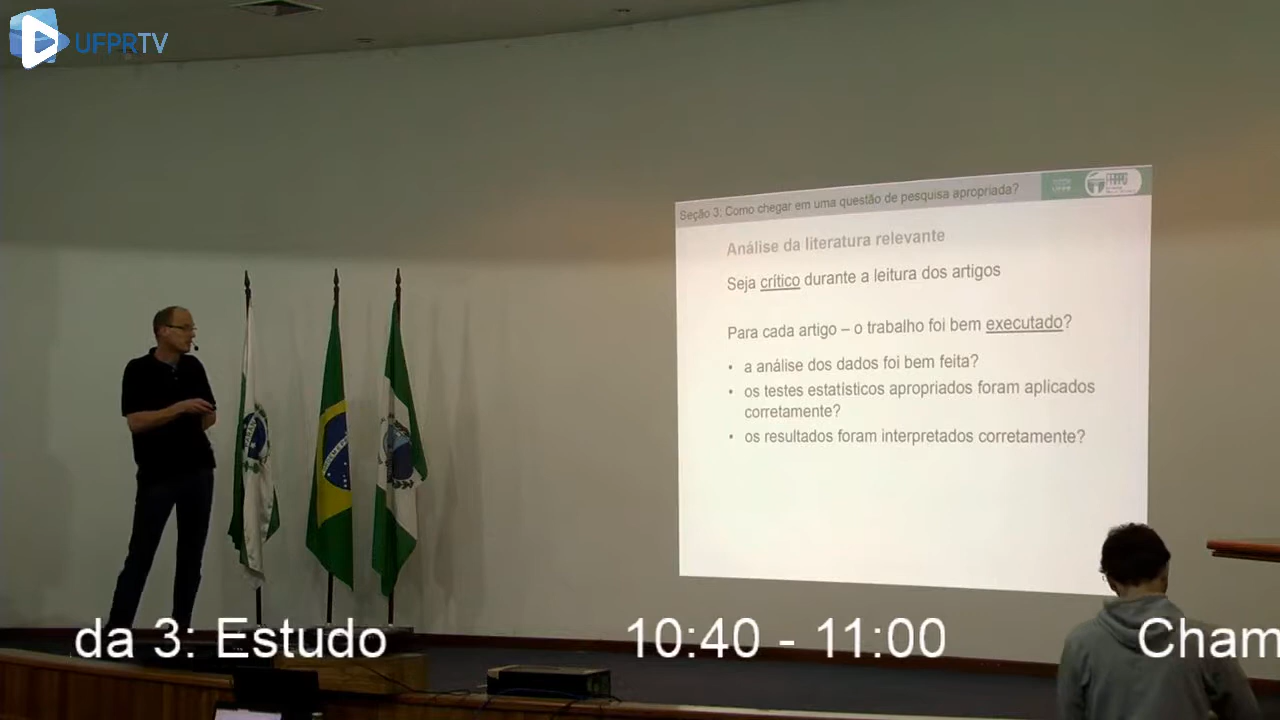 UFPRTV
Seção 3: Como chegar em uma questão de pesquisa apropriada?
Análise da literatura relevante
Seja crítico durante a leitura dos artigos
Para cada artigo – o trabalho foi bem executado?
• a análise dos dados foi bem feita?
• os testes estatísticos apropriados foram aplicados
corretamente?
• os resultados foram interpretados corretamente?
da 3: Estudo
10:40 - 11:00
Cham